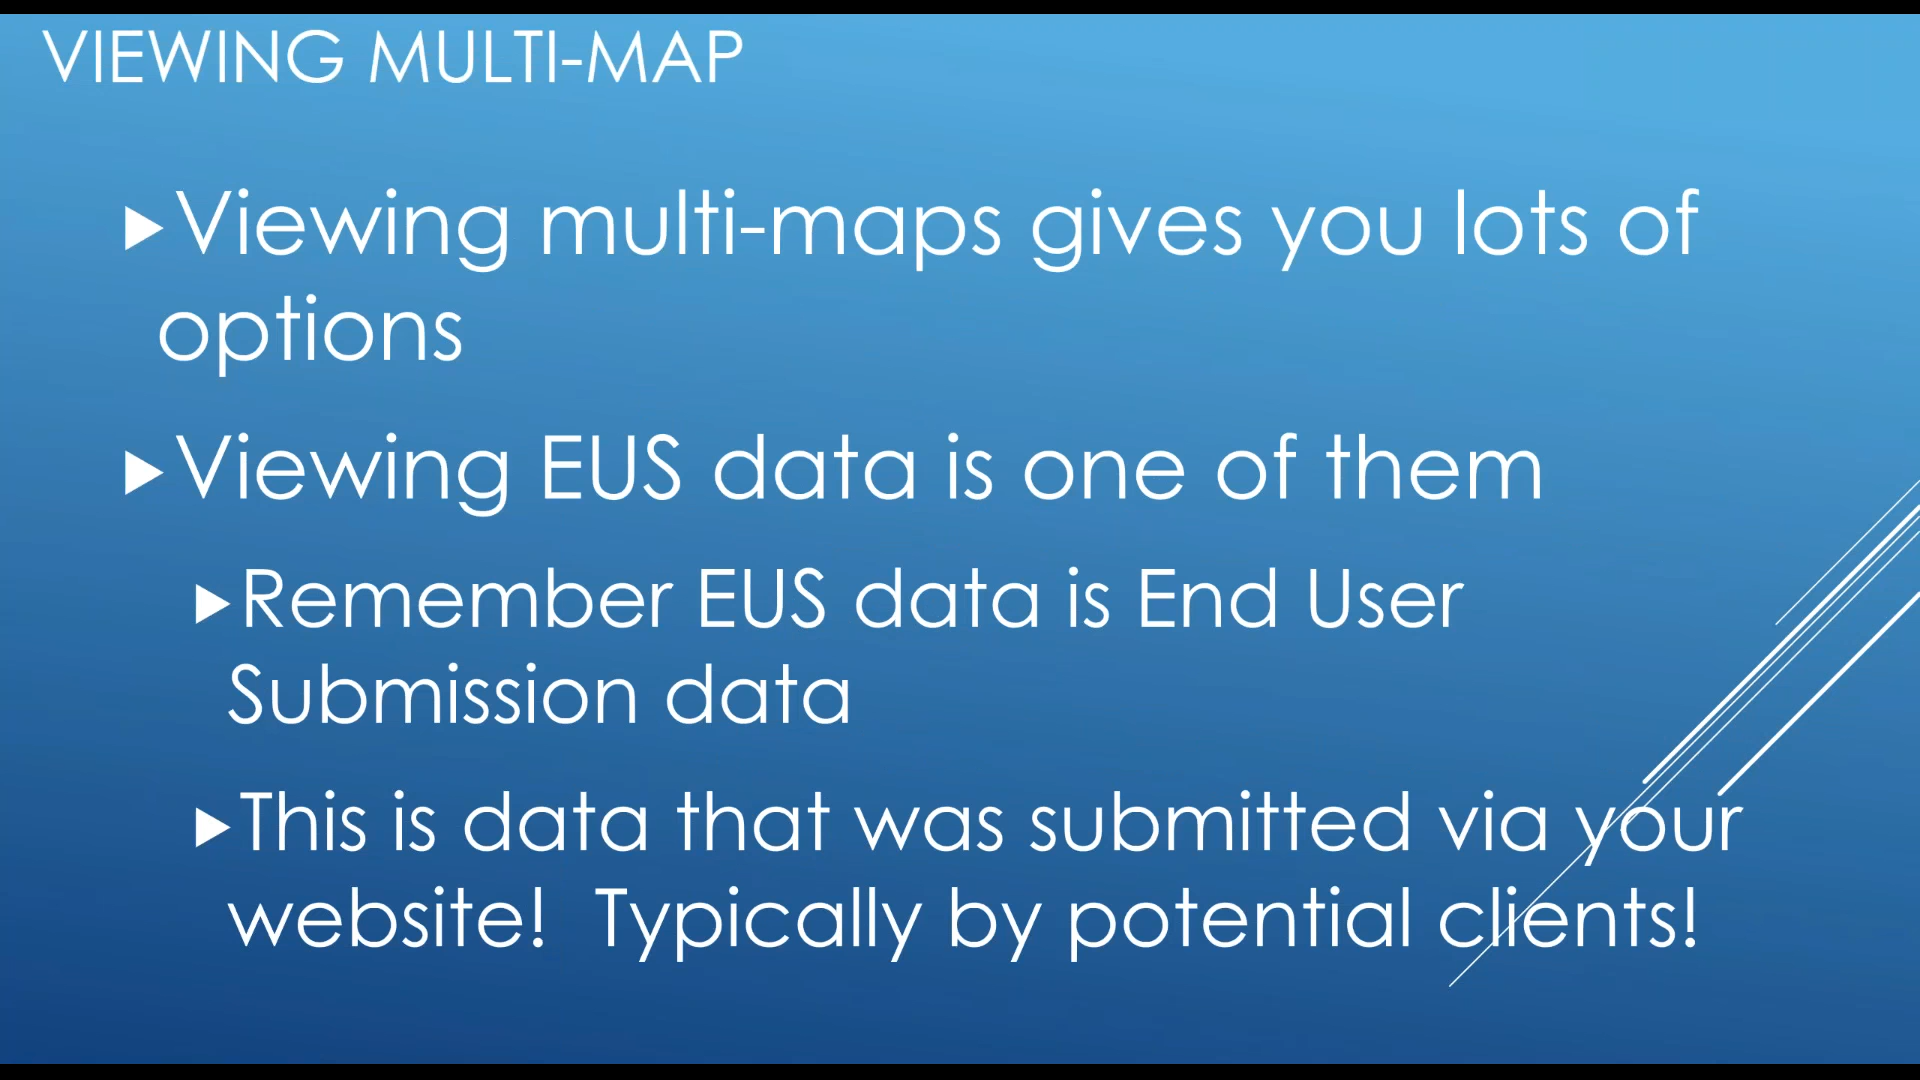 VIEWING MULTI-MAP
Viewing multi-maps gives you lots of
options
Viewing EUS data is one of them
Remember EUS data is End User
Submission data
This is data that was submitted via your
website!  Typically by potential clients!